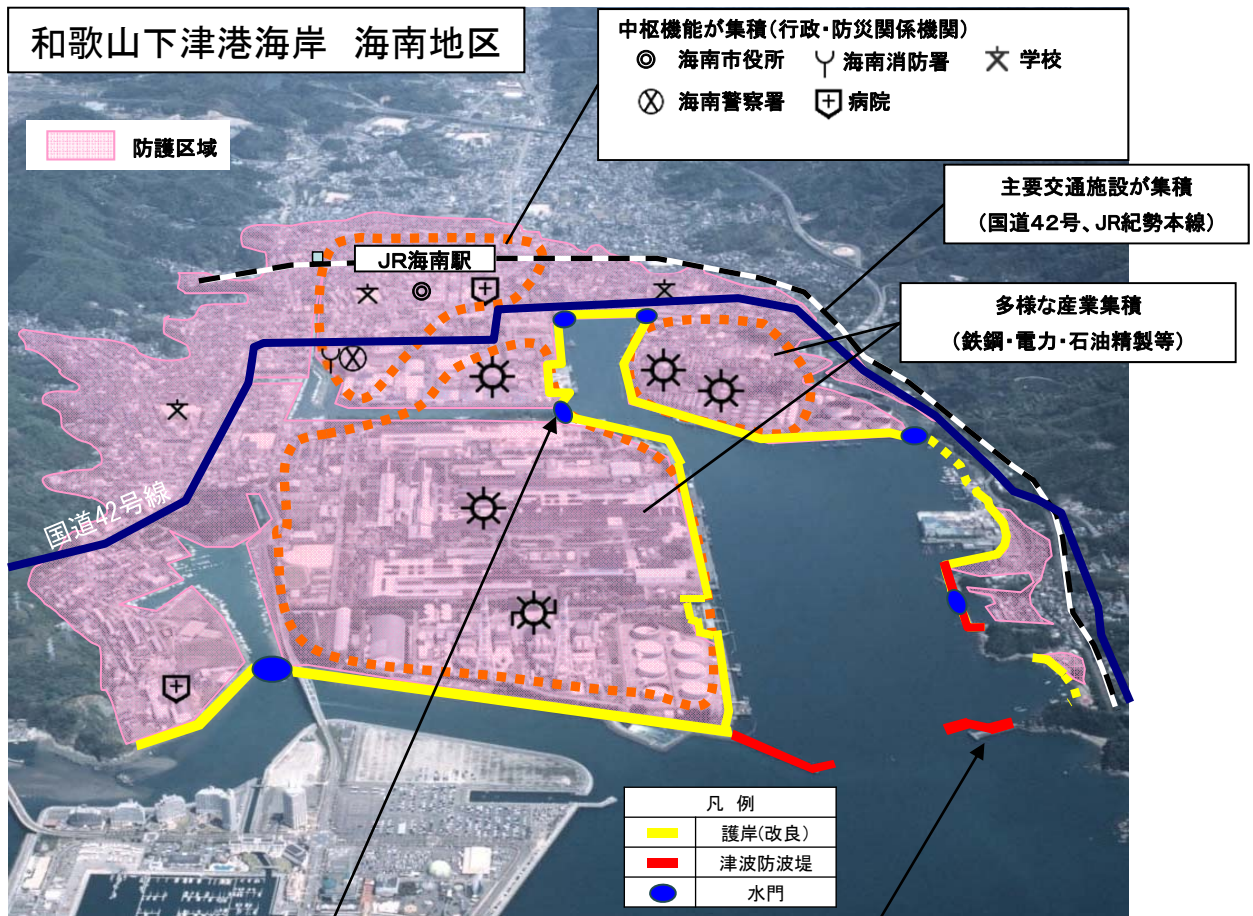 和歌山下津港海岸　海南地区
中枢機能が集積(行政・防災関係機関)
海南市役所 海南消防署 学校
海南警察署 病院
防護区域
主要交通施設が集積
(国道42号、JR紀勢本線)
JR海南駅
多様な産業集積
(鉄鋼・電力・石油精製等)
国道42号線
凡 例
護岸(改良)
津波防波堤
水門